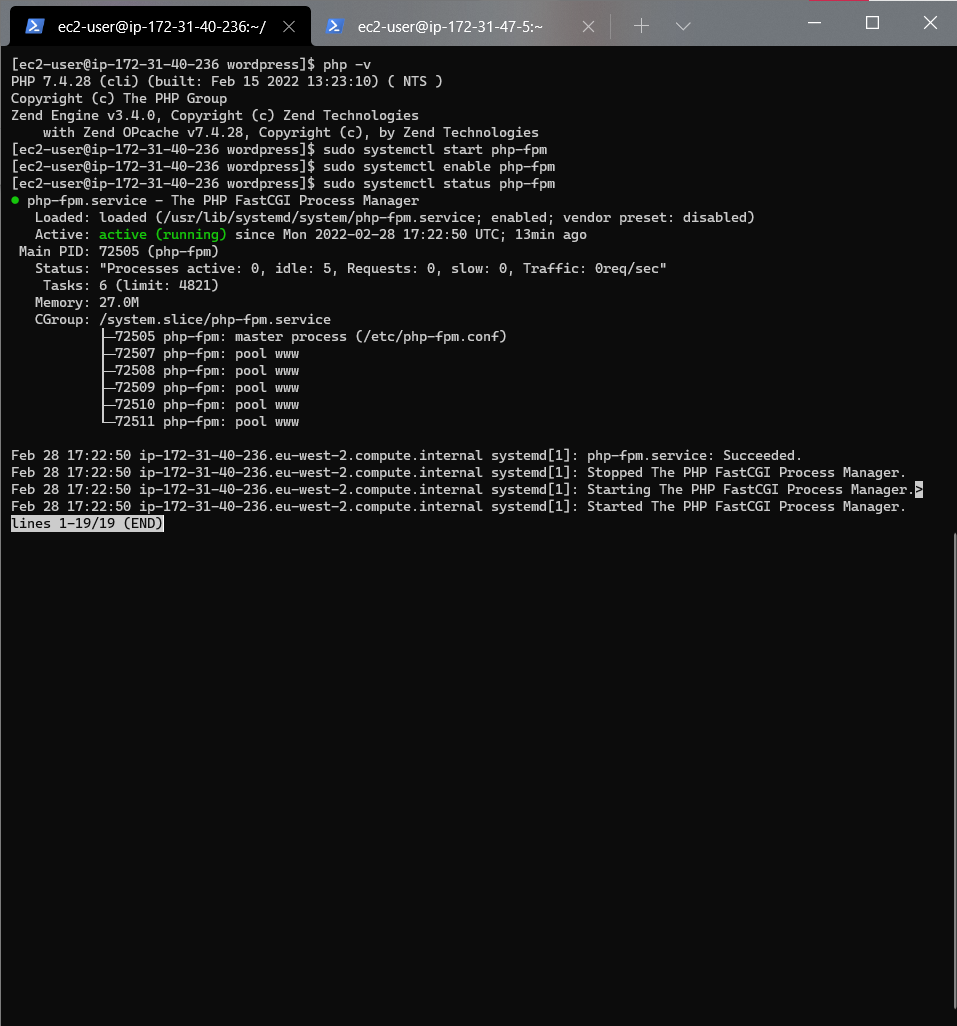 ec2-user@ip-172-31-40-236:~/
ec2-user@ip-172-31-47-5:~
[ec2-user@ip-172-31-40-236 wordpress]$ php -v
PHP 7.4.28 (cli) (built: Feb 15 2022 13:23:10) ( NTS )
Copyright (c) The PHP Group
Zend Engine v3.4.0, Copyright (c) Zend Technologies
    with Zend OPcache v7.4.28, Copyright (c), by Zend Technologies
[ec2-user@ip-172-31-40-236 wordpress]$ sudo systemctl start php-fpm
[ec2-user@ip-172-31-40-236 wordpress]$ sudo systemctl enable php-fpm
[ec2-user@ip-172-31-40-236 wordpress]$ sudo systemctl status php-fpm
● php-fpm.service - The PHP FastCGI Process Manager
   Loaded: loaded (/usr/lib/systemd/system/php-fpm.service; enabled; vendor preset: disabled)
   Active: active (running) since Mon 2022-02-28 17:22:50 UTC; 13min ago
 Main PID: 72505 (php-fpm)
   Status: "Processes active: 0, idle: 5, Requests: 0, slow: 0, Traffic: 0req/sec"
    Tasks: 6 (limit: 4821)
   Memory: 27.0M
   CGroup: /system.slice/php-fpm.service
           ├─72505 php-fpm: master process (/etc/php-fpm.conf)
           ├─72507 php-fpm: pool www
           ├─72508 php-fpm: pool www
           ├─72509 php-fpm: pool www
           ├─72510 php-fpm: pool www
           └─72511 php-fpm: pool www
Feb 28 17:22:50 ip-172-31-40-236.eu-west-2.compute.internal systemd[1]: php-fpm.service: Succeeded.
Feb 28 17:22:50 ip-172-31-40-236.eu-west-2.compute.internal systemd[1]: Stopped The PHP FastCGI Process Manager.
Feb 28 17:22:50 ip-172-31-40-236.eu-west-2.compute.internal systemd[1]: Starting The PHP FastCGI Process Manager.>
Feb 28 17:22:50 ip-172-31-40-236.eu-west-2.compute.internal systemd[1]: Started The PHP FastCGI Process Manager.
lines 1-19/19 (END)